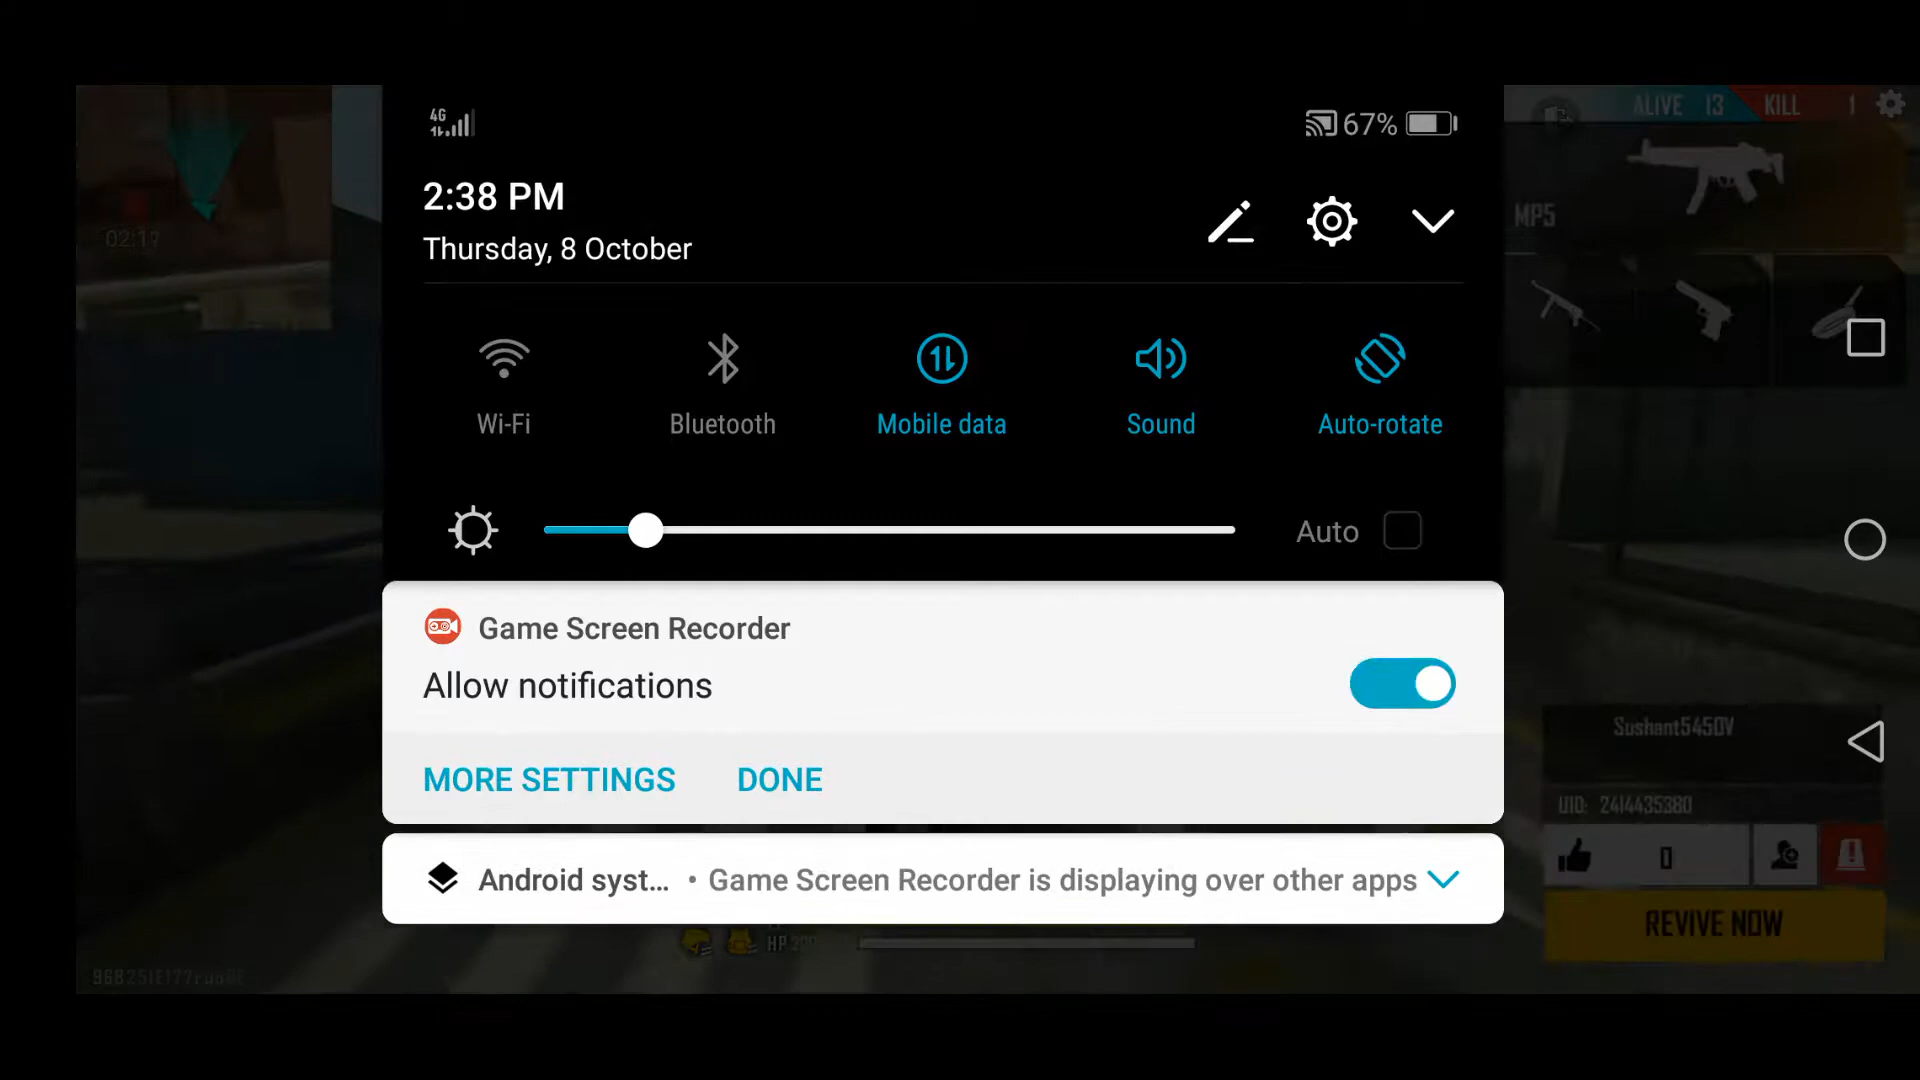 4G
67%
2:38 PM
Thursday, 8 October
Wi-Fi
Bluetooth
Mobile data
Sound
Auto-rotate
Auto
Game Screen Recorder
Allow notifications
MORE SETTINGS
DONE
Android syst... • Game Screen Recorder is displaying over other apps
02:17
ALIVE 13 KILL 1
MP5
Sushant5450V
UID: 2414435380
0
REVIVE NOW
HP